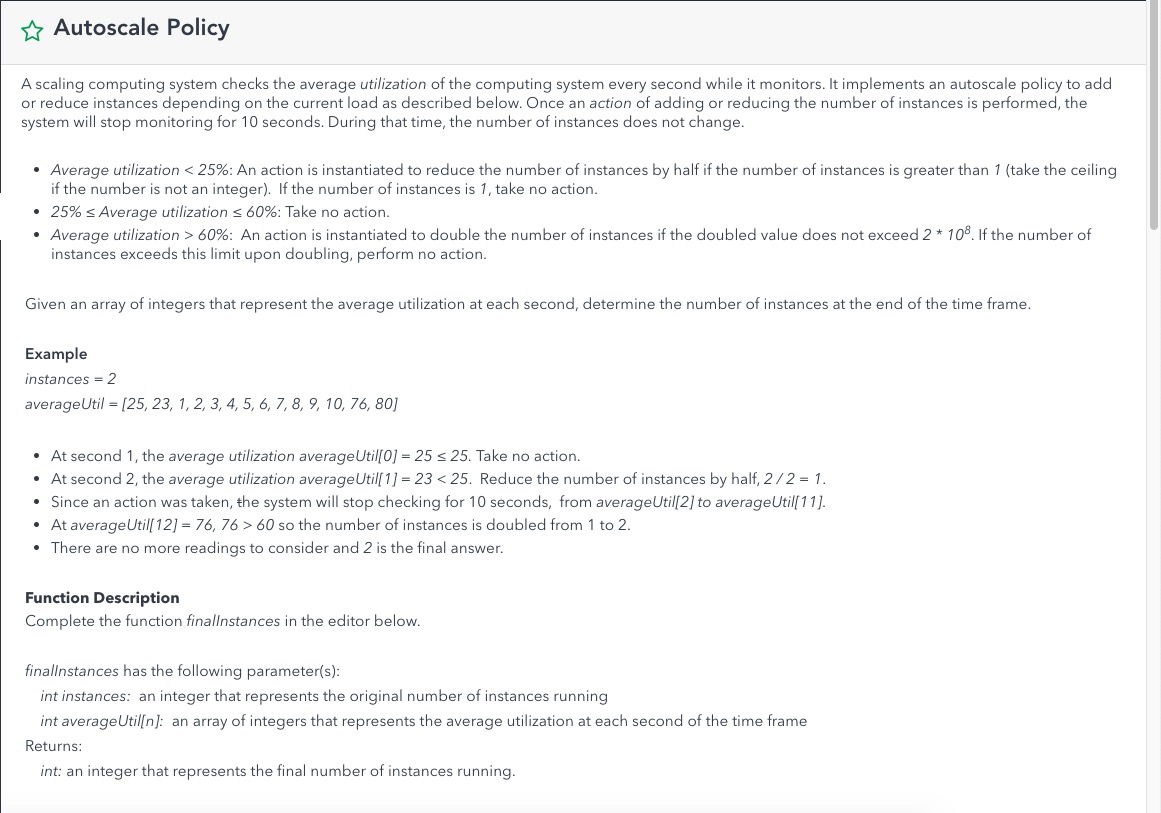 Autoscale Policy
A scaling computing system checks the average utilization of the computing system every second while it monitors. It implements an autoscale policy to add
or reduce instances depending on the current load as described below. Once an action of adding or reducing the number of instances is performed, the
system will stop monitoring for 10 seconds. During that time, the number of instances does not change.
• Average utilization < 25%: An action is instantiated to reduce the number of instances by half if the number of instances is greater than 1 (take the ceiling
if the number is not an integer). If the number of instances is 1, take no action.
• 25% ≤ Average utilization ≤ 60%: Take no action.
• Average utilization > 60%: An action is instantiated to double the number of instances if the doubled value does not exceed 2 * 10⁸. If the number of
instances exceeds this limit upon doubling, perform no action.
Given an array of integers that represent the average utilization at each second, determine the number of instances at the end of the time frame.
Example
instances = 2
averageUtil = [25, 23, 1, 2, 3, 4, 5, 6, 7, 8, 9, 10, 76, 80]
• At second 1, the average utilization averageUtil[0] = 25 ≤ 25. Take no action.
• At second 2, the average utilization averageUtil[1] = 23 < 25. Reduce the number of instances by half, 2 / 2 = 1.
• Since an action was taken, the system will stop checking for 10 seconds, from averageUtil[2] to averageUtil[11].
• At averageUtil[12] = 76, 76 > 60 so the number of instances is doubled from 1 to 2.
• There are no more readings to consider and 2 is the final answer.
Function Description
Complete the function finalInstances in the editor below.
finalInstances has the following parameter(s):
int instances: an integer that represents the original number of instances running
int averageUtil[n]: an array of integers that represents the average utilization at each second of the time frame
Returns:
int: an integer that represents the final number of instances running.